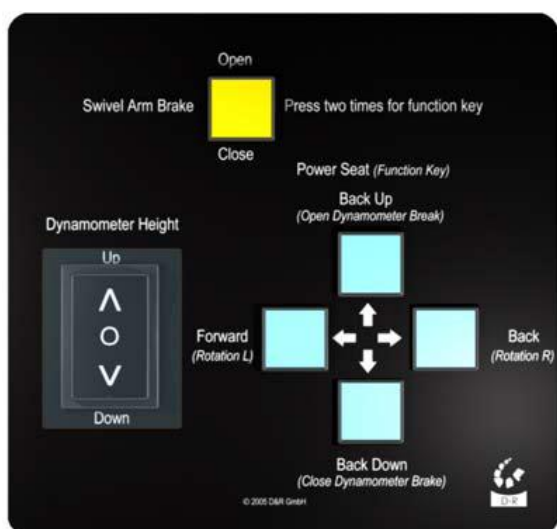 Open
Swivel Arm Brake
Press two times for function key
Close
Power Seat (Function Key)
Back Up
(Open Dynamometer Break)
Dynamometer Height
Up
Forward
(Rotation L)
Back
(Rotation R)
Down
Back Down
(Close Dynamometer Brake)
© 2005 D&R GmbH
D-R